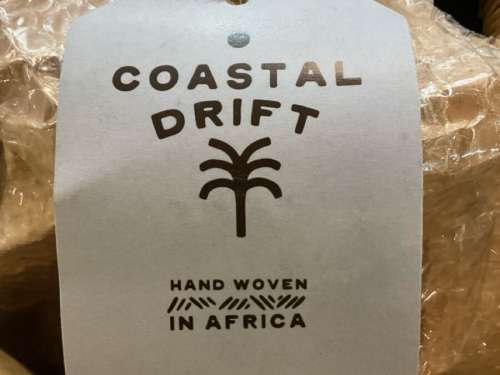 COASTAL
DRIFT
HAND WOVEN
IN AFRICA